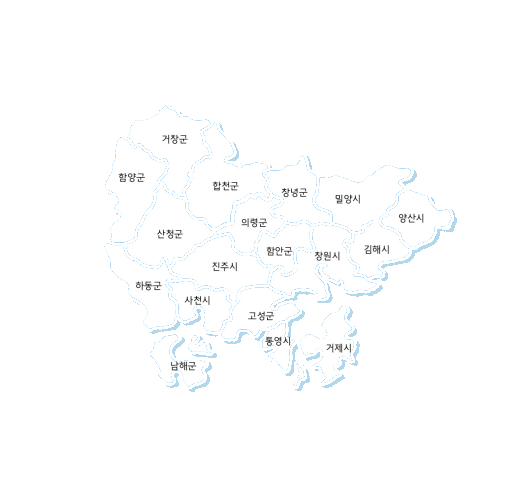 거창군
함양군
합천군
창녕군
밀양시
양산시
의령군
산청군
함안군
창원시
김해시
진주시
하동군
사천시
고성군
통영시
거제시
남해군